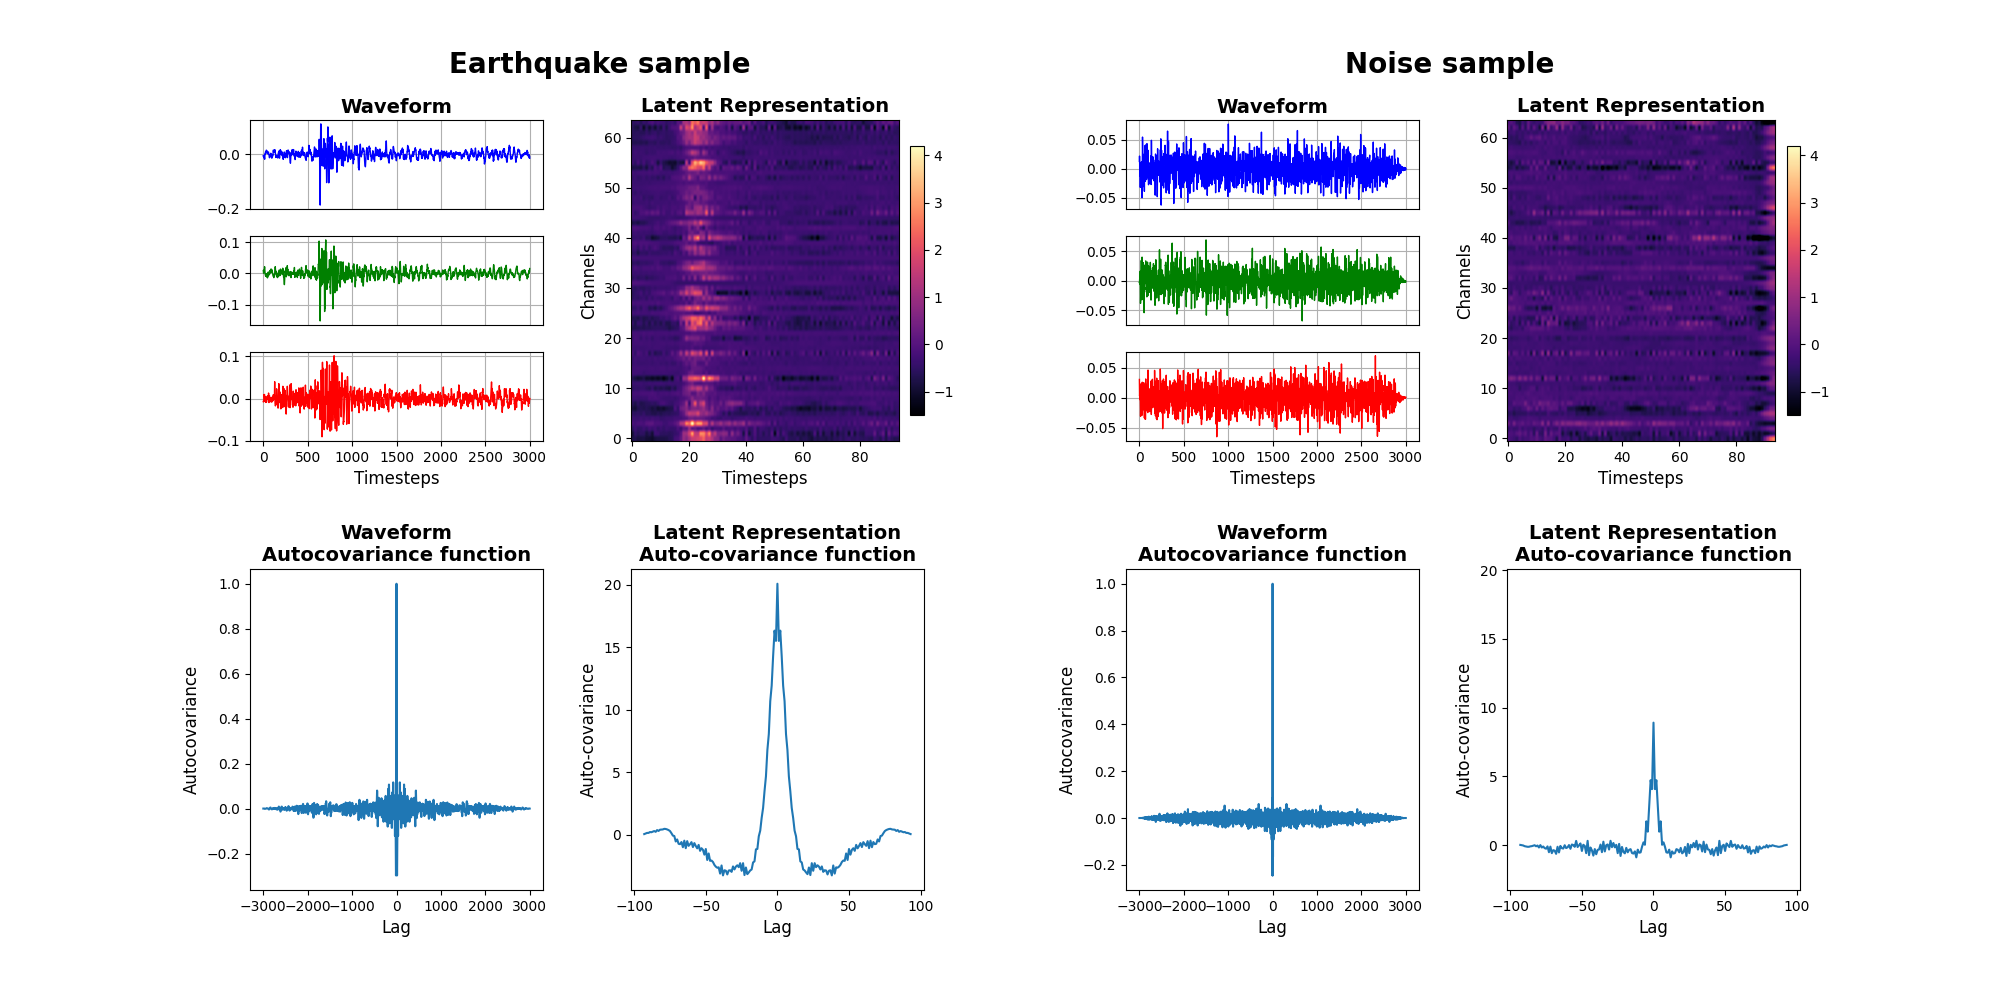 Earthquake sample
Noise sample
Waveform
Latent Representation
Waveform
Latent Representation
0.0
−0.2
0.1
0.0
−0.1
0.1
0.0
−0.1
0 500 1000 1500 2000 2500 3000
Timesteps
Channels
60
50
40
30
20
10
0
0 20 40 60 80
Timesteps
4
3
2
1
0
−1
0.05
0.00
−0.05
0.05
0.00
−0.05
0.05
0.00
−0.05
0 500 1000 1500 2000 2500 3000
Timesteps
Channels
60
50
40
30
20
10
0
0 20 40 60 80
Timesteps
4
3
2
1
0
−1
Waveform
Autocovariance function
Autocovariance
1.0
0.8
0.6
0.4
0.2
0.0
−0.2
−3000 −2000 −1000 0 1000 2000 3000
Lag
Latent Representation
Auto-covariance function
Auto-covariance
20
15
10
5
0
−100 −50 0 50 100
Lag
Waveform
Autocovariance function
Autocovariance
1.0
0.8
0.6
0.4
0.2
0.0
−0.2
−3000 −2000 −1000 0 1000 2000 3000
Lag
Latent Representation
Auto-covariance function
Auto-covariance
20
15
10
5
0
−100 −50 0 50 100
Lag